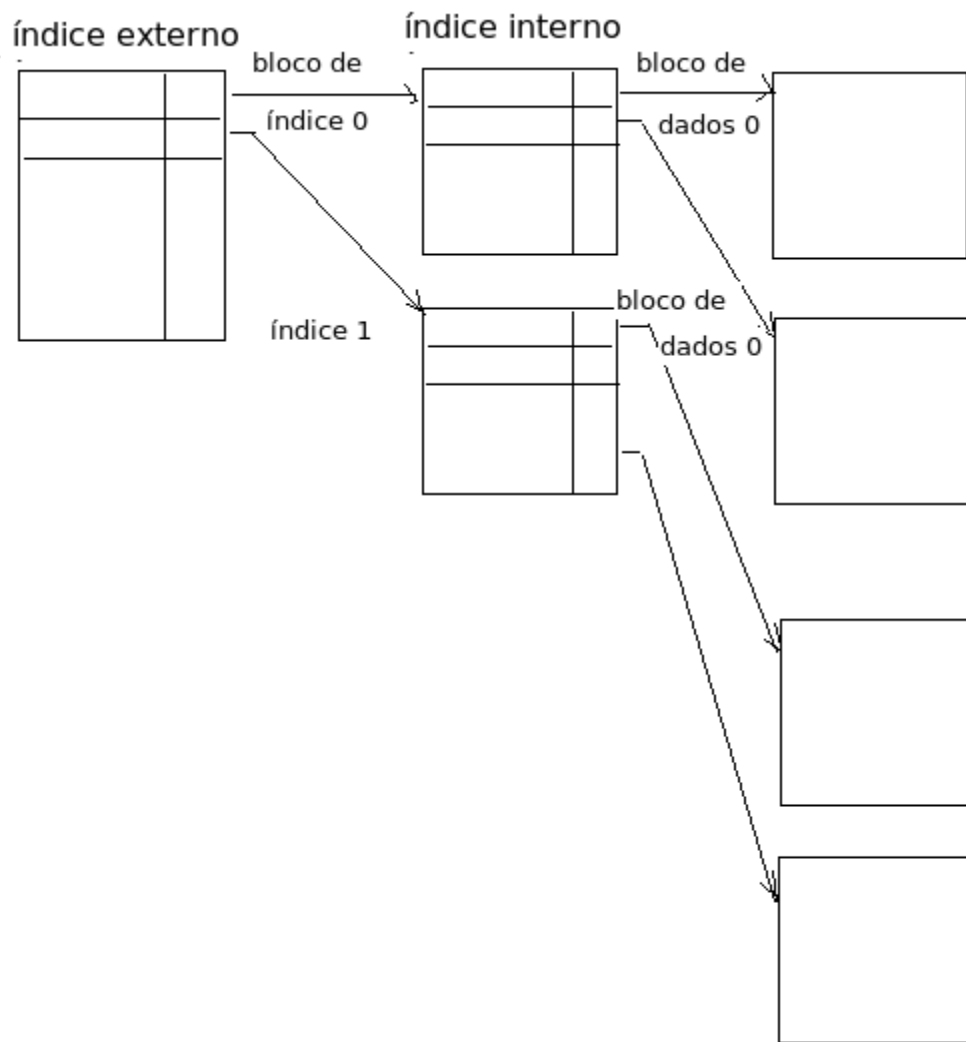 índice externo
índice interno
bloco de
índice 0
bloco de
dados 0
índice 1
bloco de
dados 0